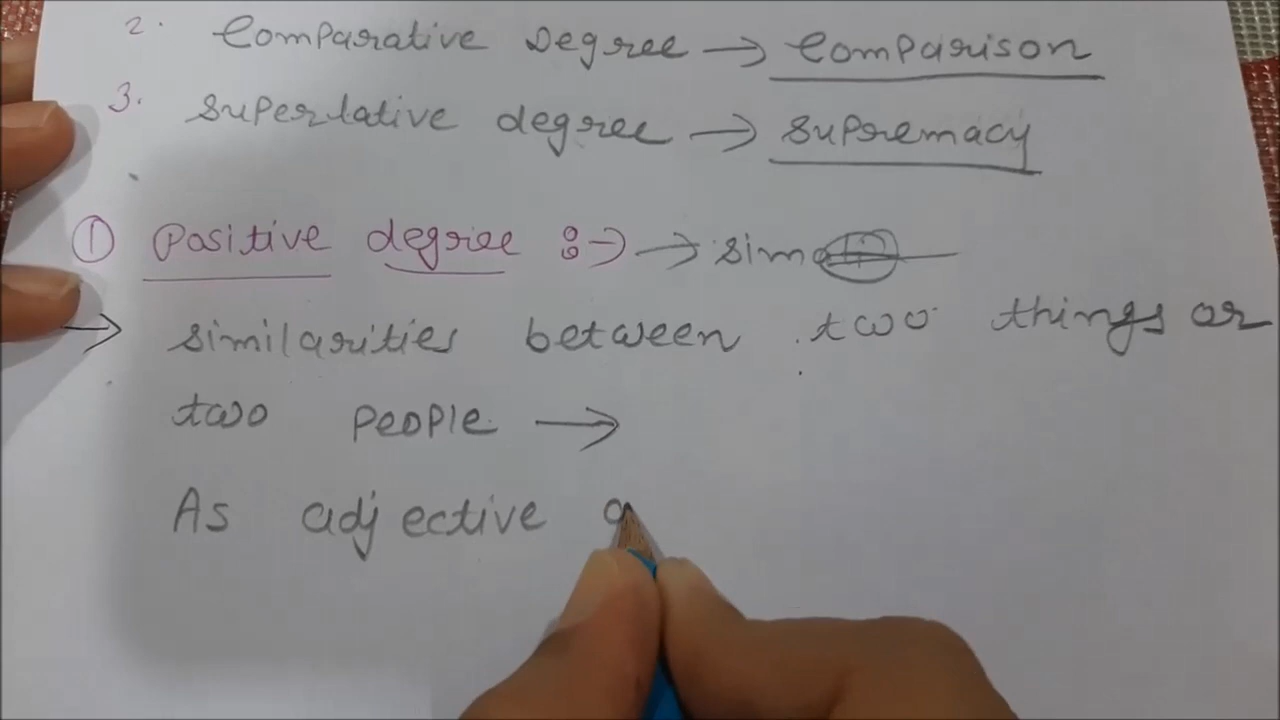 2. Comparative Degree → Comparison
3. Superlative degree → Supremacy
① Positive degree :-) → sim
→ similarities between two things or
two people →
As adjective a